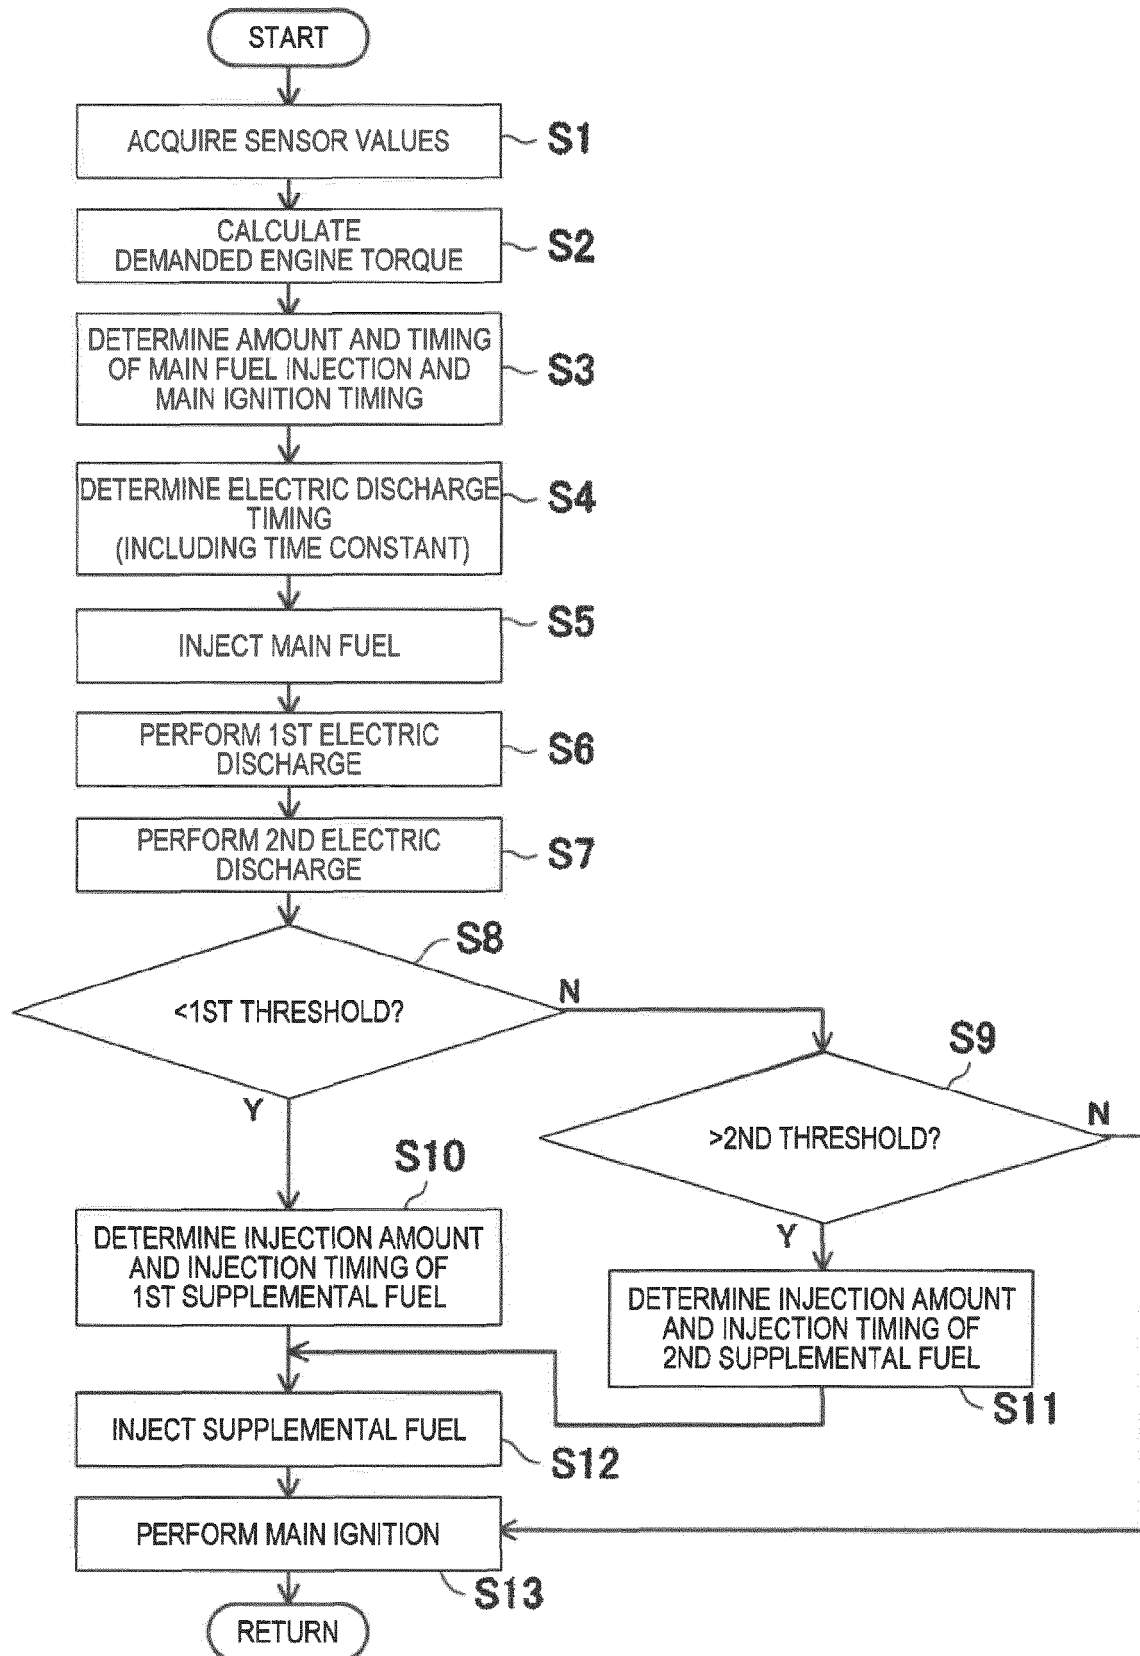 START
ACQUIRE SENSOR VALUES
S1
CALCULATE
DEMANDED ENGINE TORQUE
S2
DETERMINE AMOUNT AND TIMING
OF MAIN FUEL INJECTION AND
MAIN IGNITION TIMING
S3
DETERMINE ELECTRIC DISCHARGE
TIMING
(INCLUDING TIME CONSTANT)
S4
INJECT MAIN FUEL
S5
PERFORM 1ST ELECTRIC
DISCHARGE
S6
PERFORM 2ND ELECTRIC
DISCHARGE
S7
S8
<1ST THRESHOLD?
N
Y
S9
>2ND THRESHOLD?
N
Y
S10
DETERMINE INJECTION AMOUNT
AND INJECTION TIMING OF
1ST SUPPLEMENTAL FUEL
DETERMINE INJECTION AMOUNT
AND INJECTION TIMING OF
2ND SUPPLEMENTAL FUEL
S11
INJECT SUPPLEMENTAL FUEL
S12
PERFORM MAIN IGNITION
S13
RETURN